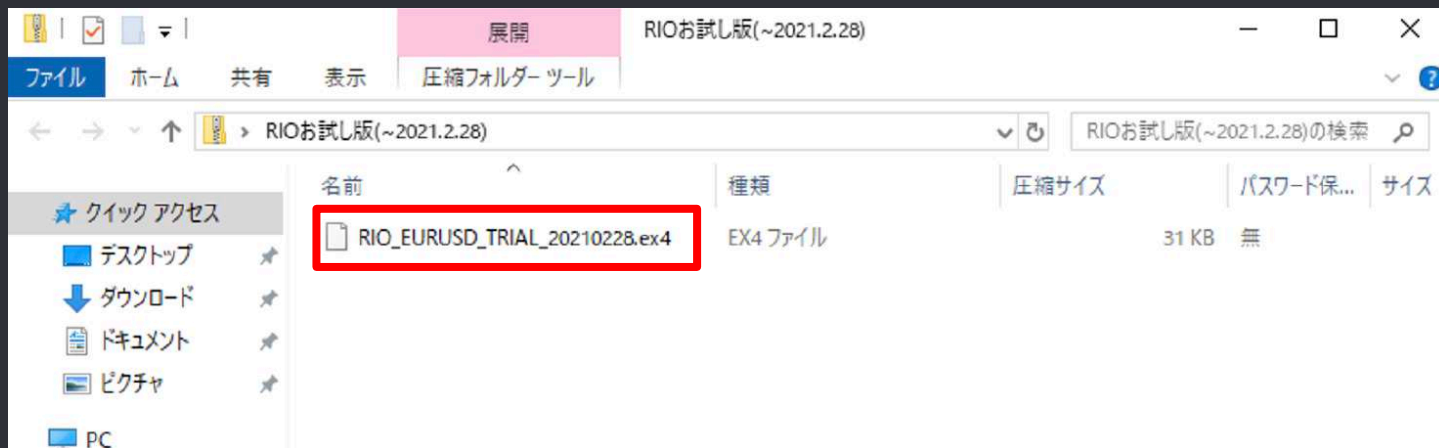 展開
RIOお試し版(~2021.2.28)
ファイル ホーム 共有 表示 圧縮フォルダー ツール
RIOお試し版(~2021.2.28)
RIOお試し版(~2021.2.28)の検索
名前 種類 圧縮サイズ パスワード保... サイズ
クイック アクセス
RIO_EURUSD_TRIAL_20210228.ex4 EX4 ファイル 31 KB 無
デスクトップ
ダウンロード
ドキュメント
ピクチャ
PC